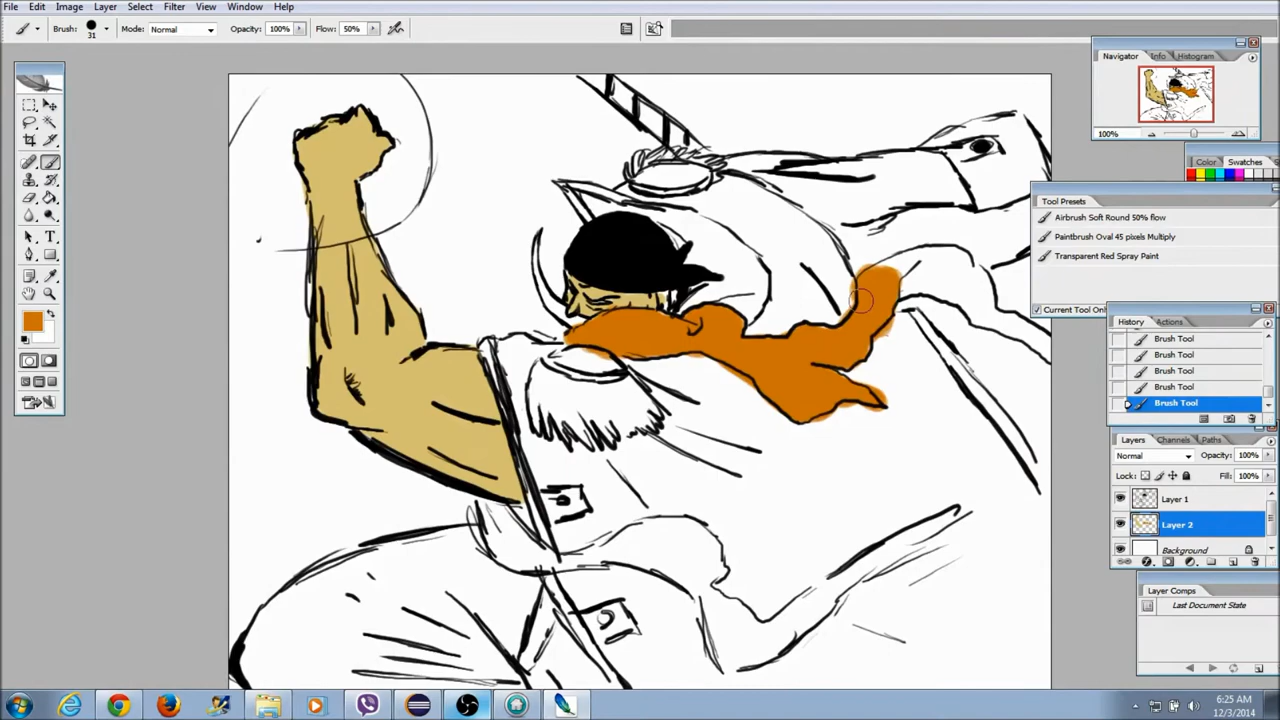 File Edit Image Layer Select Filter View Window Help
Brush: 31 Mode: Normal Opacity: 100% Flow: 50%
Navigator Info Histogram
100%
Color Swatches
Tool Presets
Airbrush Soft Round 50% flow
Paintbrush Oval 45 pixels Multiply
Transparent Red Spray Paint
Current Tool Onl
History Actions
Brush Tool
Brush Tool
Brush Tool
Brush Tool
Brush Tool
Layers Channels Paths
Normal Opacity: 100%
Lock: Fill: 100%
Layer 1
Layer 2
Background
Layer Comps
Last Document State
6:25 AM
12/3/2014